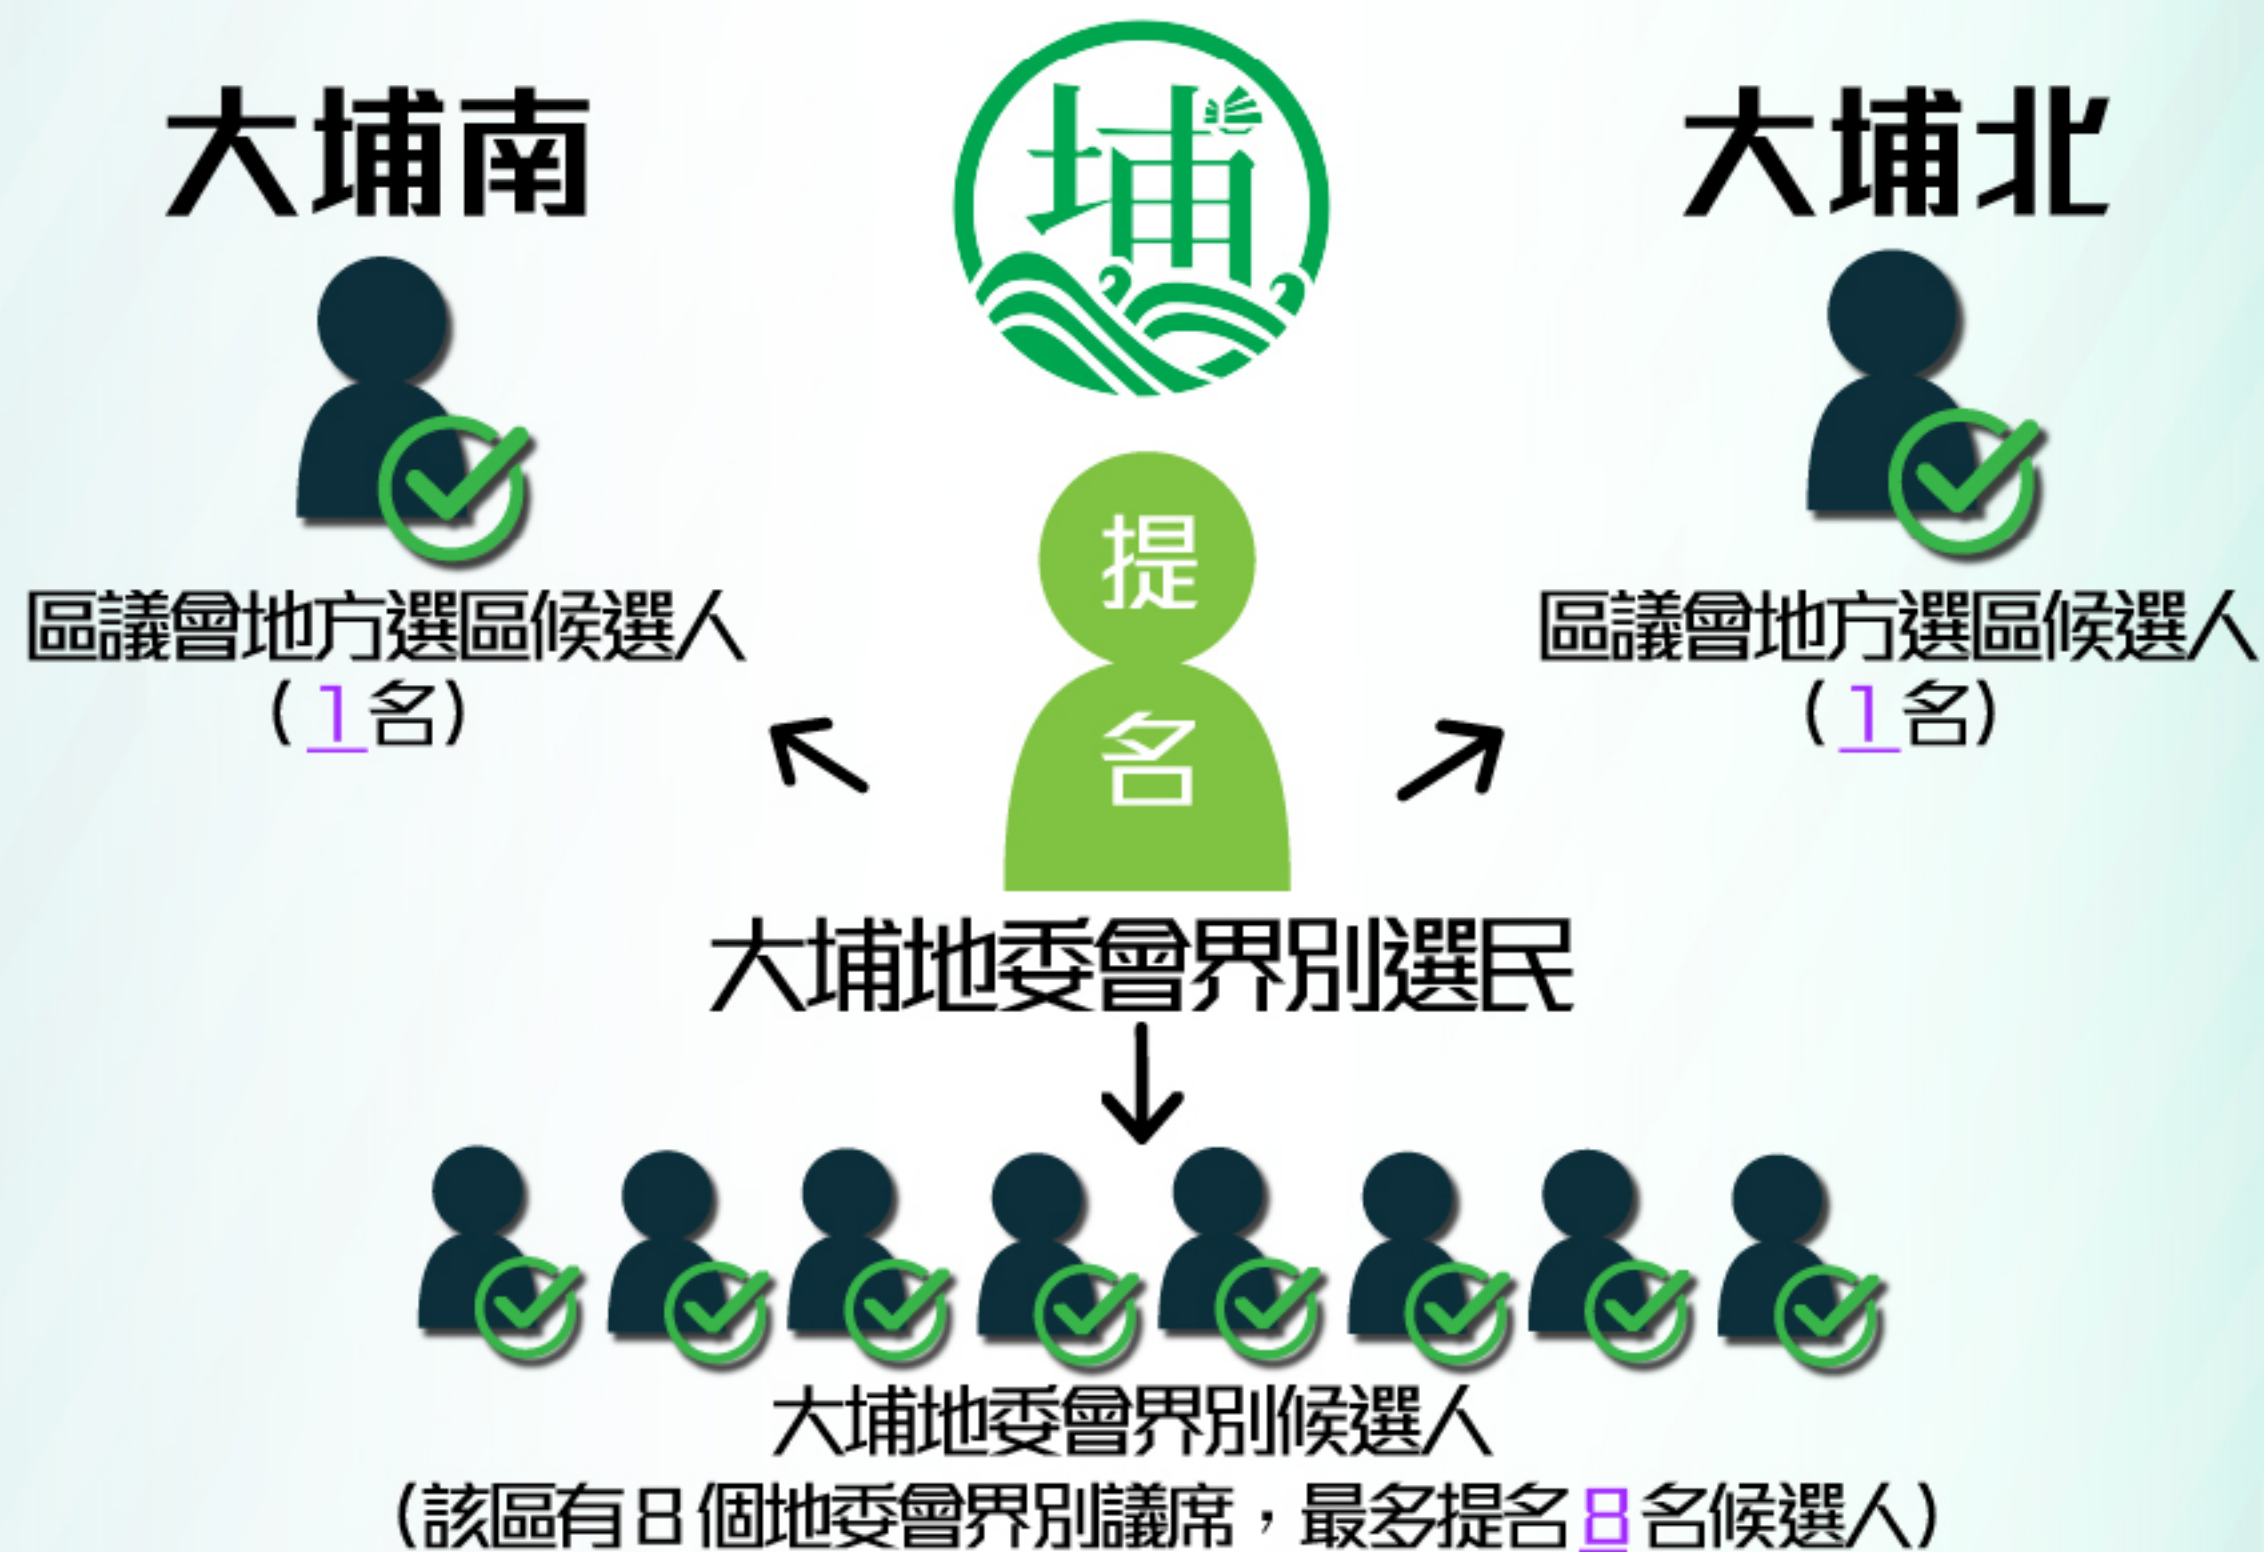 大埔南
埔
大埔北
提
名
區議會地方選區候選人
(1名)
區議會地方選區候選人
(1名)
大埔地委會界別選民
大埔地委會界別候選人
(該區有8個地委會界別議席，最多提名8名候選人)